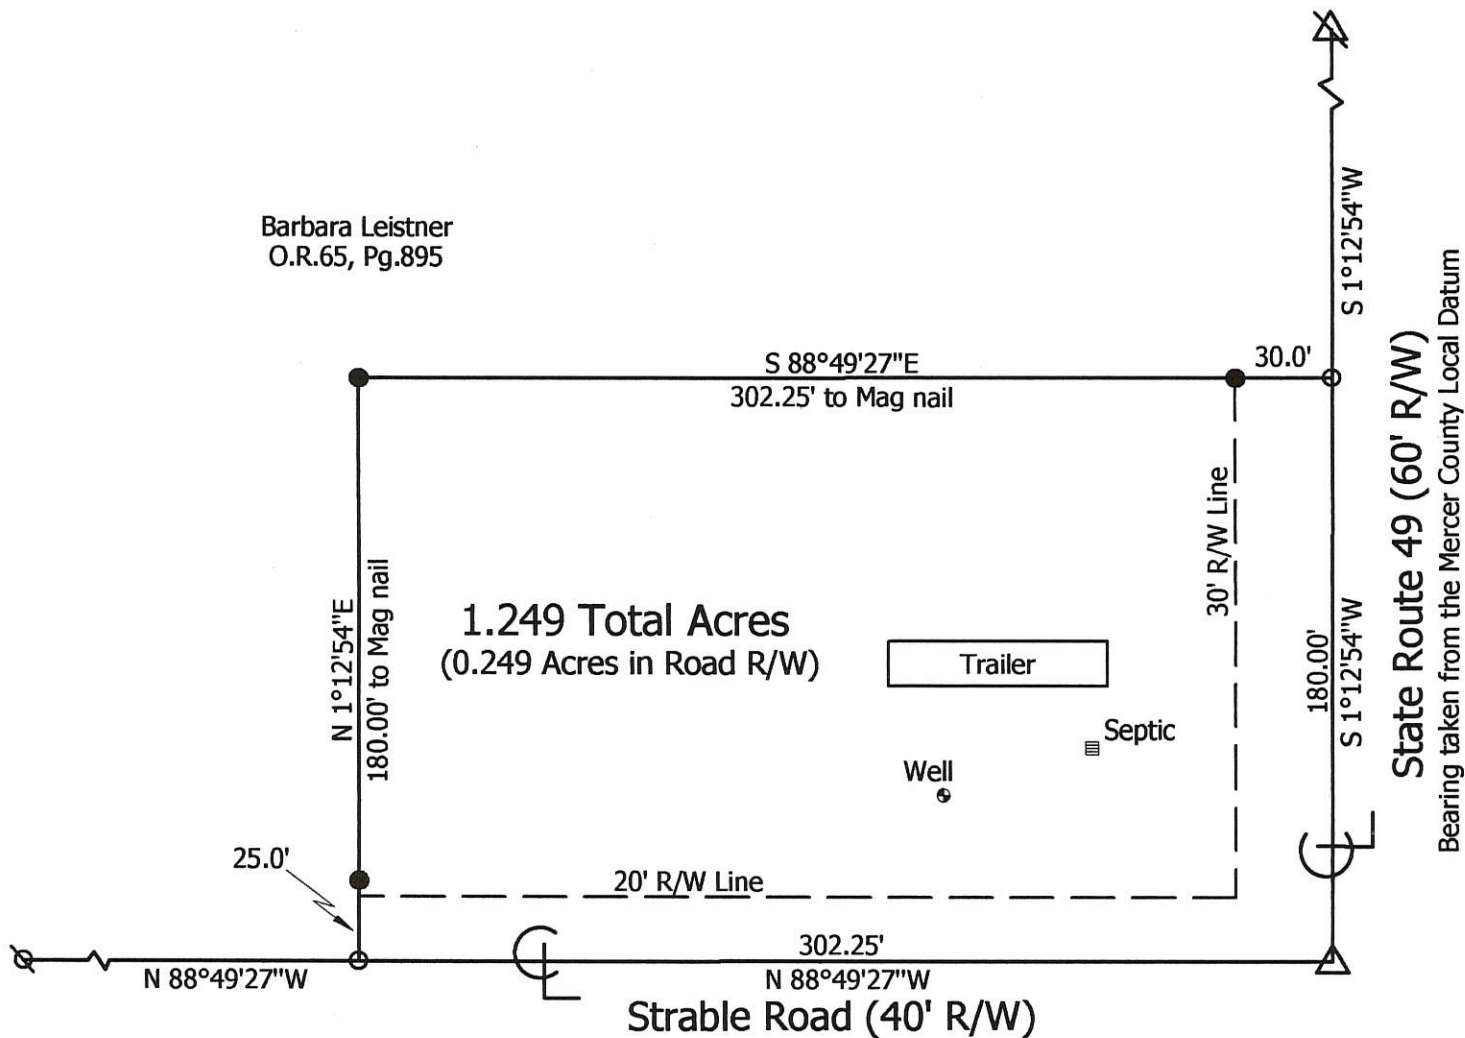 Barbara Leistner
O.R.65, Pg.895
S 1°12'54"W
S 88°49'27"E
302.25' to Mag nail
30.0'
N 1°12'54"E
180.00' to Mag nail
1.249 Total Acres
(0.249 Acres in Road R/W)
Trailer
Septic
Well
30' R/W Line
180.00'
S 1°12'54"W
State Route 49 (60' R/W)
Bearing taken from the Mercer County Local Datum
25.0'
20' R/W Line
N 88°49'27"W
302.25'
N 88°49'27"W
Strable Road (40' R/W)